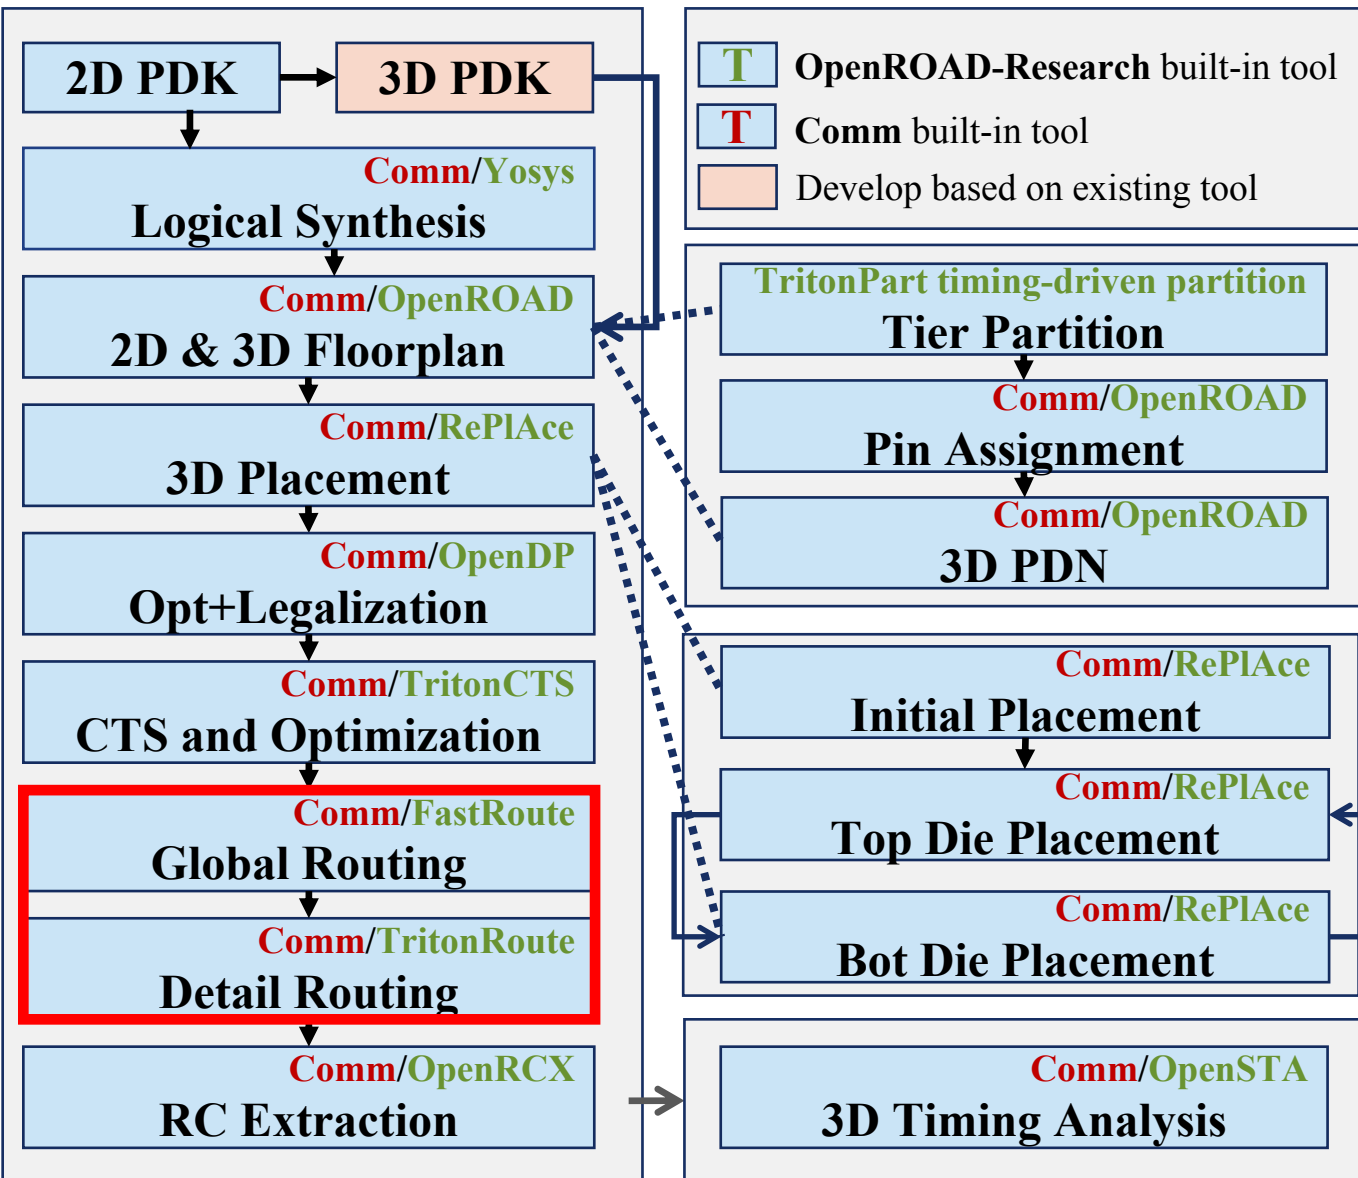 2D PDK
3D PDK
Comm/Yosys
Logical Synthesis
Comm/OpenROAD
2D & 3D Floorplan
Comm/RePlAce
3D Placement
Comm/OpenDP
Opt+Legalization
Comm/TritonCTS
CTS and Optimization
Comm/FastRoute
Global Routing
Comm/TritonRoute
Detail Routing
Comm/OpenRCX
RC Extraction
T OpenROAD-Research built-in tool
T Comm built-in tool
Develop based on existing tool
TritonPart timing-driven partition
Tier Partition
Comm/OpenROAD
Pin Assignment
Comm/OpenROAD
3D PDN
Comm/RePlAce
Initial Placement
Comm/RePlAce
Top Die Placement
Comm/RePlAce
Bot Die Placement
Comm/OpenSTA
3D Timing Analysis